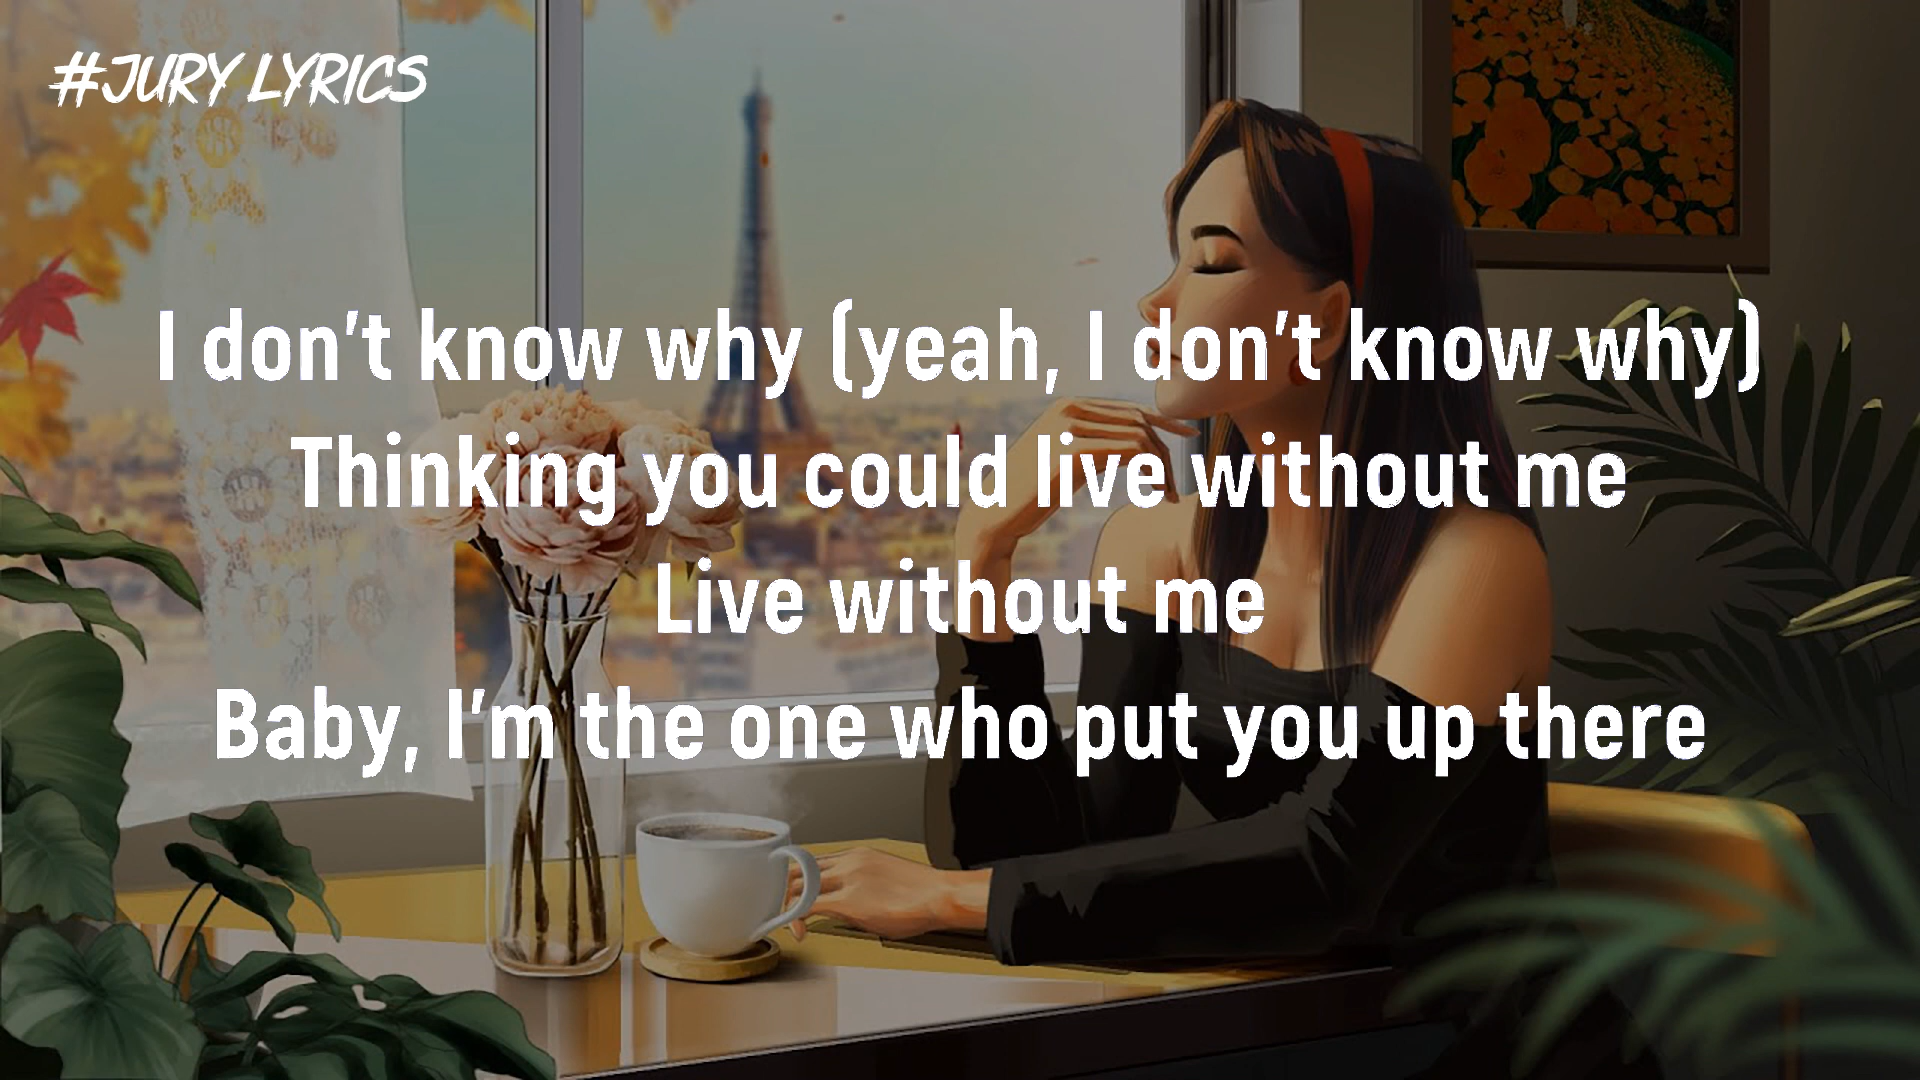 #JURY LYRICS
I don't know why (yeah, I don't know why)
Thinking you could live without me
Live without me
Baby, I'm the one who put you up there